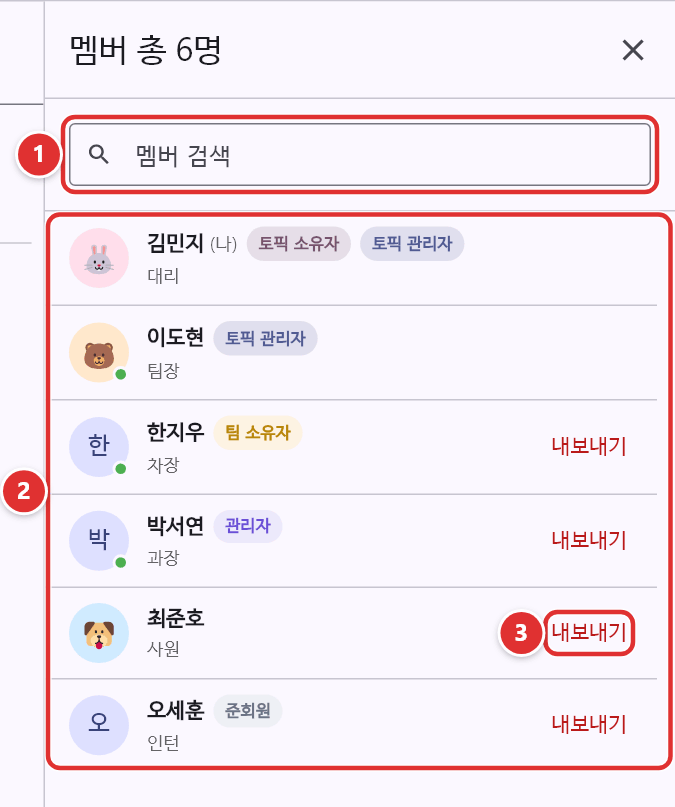 멤버 총 6명
1
멤버 검색
2
김민지 (나) 토픽 소유자 토픽 관리자
대리
이도현 토픽 관리자
팀장
한 한지우 팀 소유자 내보내기
차장
박 박서연 관리자 내보내기
과장
최준호 3 내보내기
사원
오 오세훈 준회원 내보내기
인턴